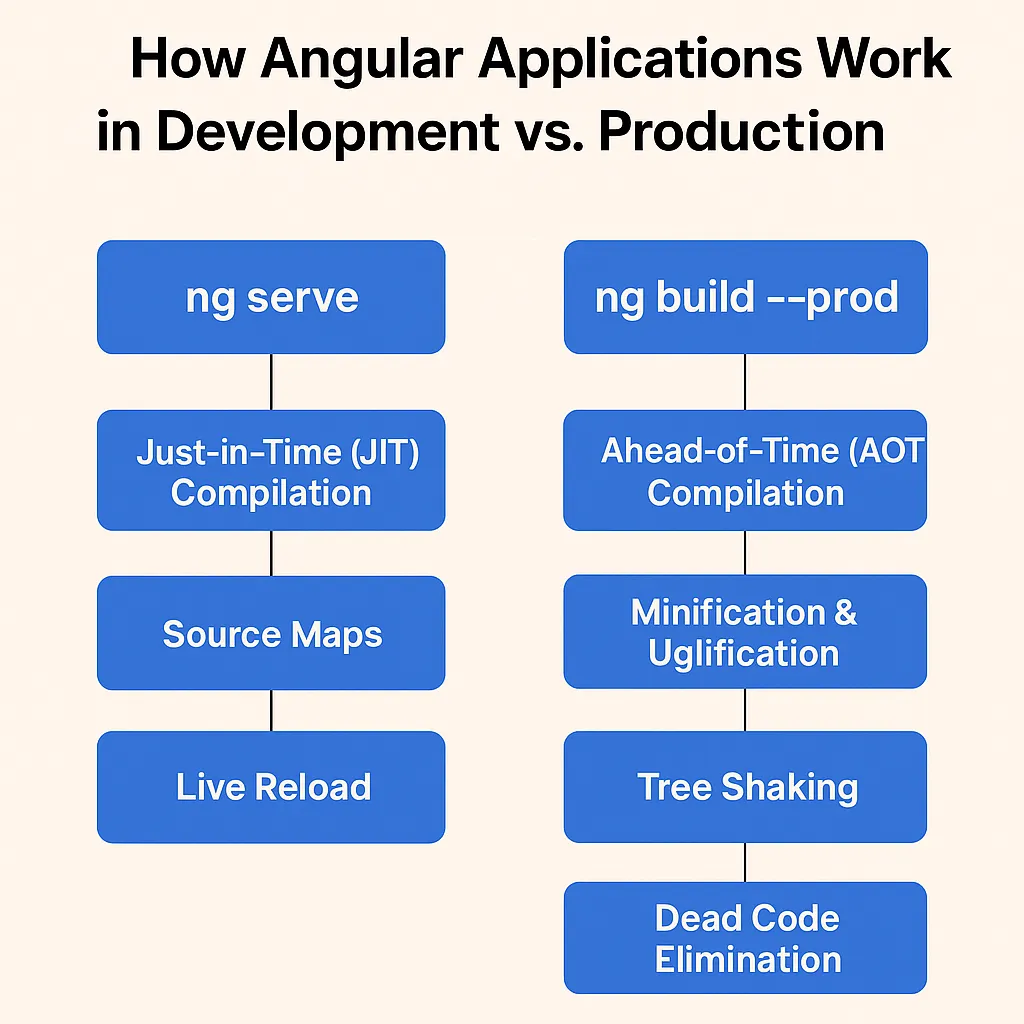 How Angular Applications Work
in Development vs. Production
ng serve
Just-in-Time (JIT)
Compilation
Source Maps
Live Reload
ng build --prod
Ahead-of-Time (AOT
Compilation
Minification &
Uglification
Tree Shaking
Dead Code
Elimination